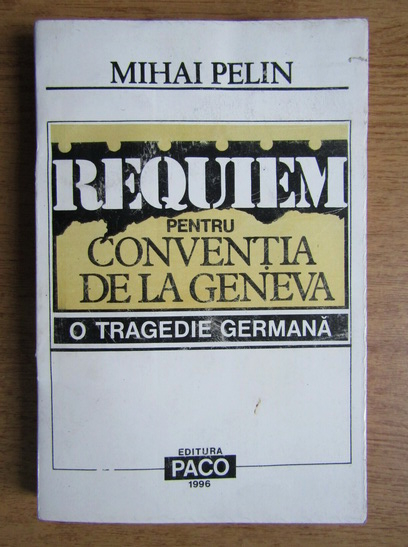 MIHAI PELIN
REQUIEM
PENTRU
CONVENȚIA
DE LA GENEVA
O TRAGEDIE GERMANĂ
EDITURA
PACO
1996